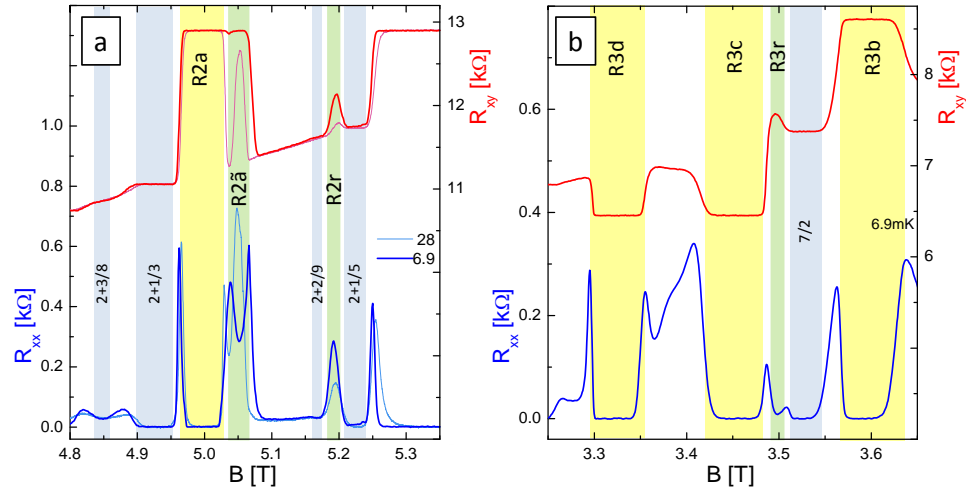 a
R2a
R2ã
R2r
2+3/8
2+1/3
2+2/9
2+1/5
28
6.9
1.0
0.8
0.6
0.4
0.2
0.0
R_xx [kΩ]
13
12
11
R_xy [kΩ]
4.8 4.9 5.0 5.1 5.2 5.3
B [T]
b
R3d
R3c
R3r
R3b
7/2
6.9mK
0.6
0.4
0.2
0.0
R_xx [kΩ]
8
7
6
R_xy [kΩ]
3.3 3.4 3.5 3.6
B [T]